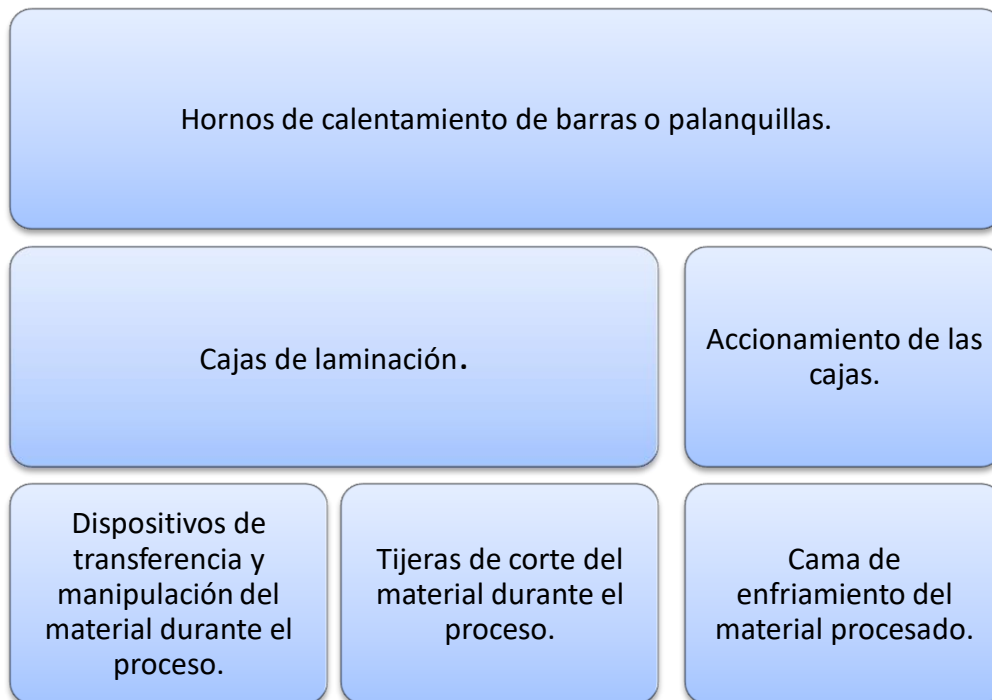 Hornos de calentamiento de barras o palanquillas.
Cajas de laminación.
Accionamiento de las
cajas.
Dispositivos de
transferencia y
manipulación del
material durante el
proceso.
Tijeras de corte del
material durante el
proceso.
Cama de
enfriamiento del
material procesado.